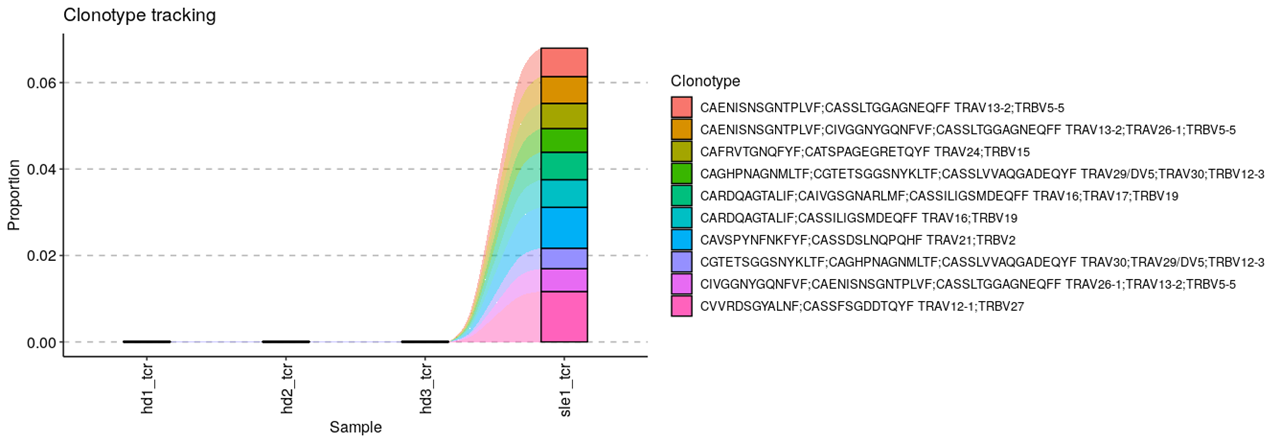 Clonotype tracking
Proportion
0.06
0.04
0.02
0.00
hd1_tcr
hd2_tcr
hd3_tcr
sle1_tcr
Sample
Clonotype
CAENISNSGNTPLVF;CASSLTGGAGNEQFF TRAV13-2;TRBV5-5
CAENISNSGNTPLVF;CIVGGNYGQNFVF;CASSLTGGAGNEQFF TRAV13-2;TRAV26-1;TRBV5-5
CAFRVTGNQFYF;CATSPAGEGRETQYF TRAV24;TRBV15
CAGHPNAGNMLTF;CGTETSGGSNYKLTF;CASSLVVAQGADEQYF TRAV29/DV5;TRAV30;TRBV12-3
CARDQAGTALIF;CAIVGSGNARLMF;CASSILIGSMDEQFF TRAV16;TRAV17;TRBV19
CARDQAGTALIF;CASSILIGSMDEQFF TRAV16;TRBV19
CAVSPYNFNKFYF;CASSDSLNQPQHF TRAV21;TRBV2
CGTETSGGSNYKLTF;CAGHPNAGNMLTF;CASSLVVAQGADEQYF TRAV30;TRAV29/DV5;TRBV12-3
CIVGGNYGQNFVF;CAENISNSGNTPLVF;CASSLTGGAGNEQFF TRAV26-1;TRAV13-2;TRBV5-5
CVVRDSGYALNF;CASSFSGDDTQYF TRAV12-1;TRBV27